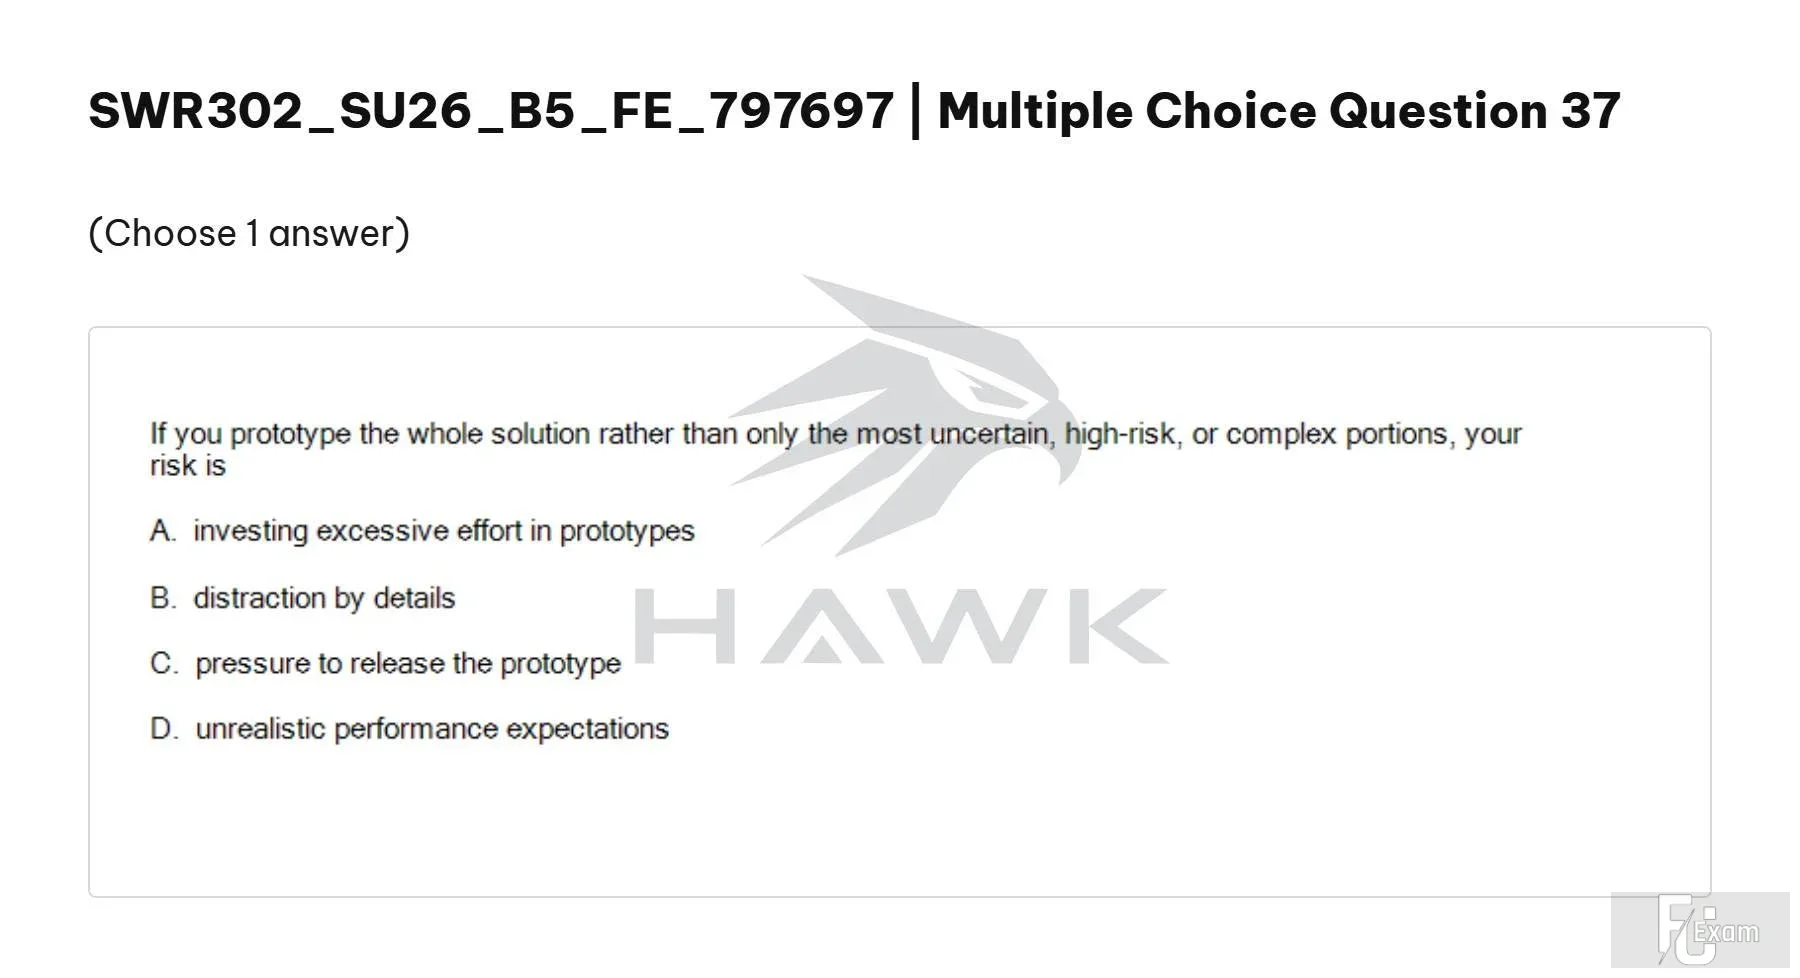 SWR302_SU26_B5_FE_797697 | Multiple Choice Question 37
(Choose 1 answer)
If you prototype the whole solution rather than only the most uncertain, high-risk, or complex portions, your
risk is
A. investing excessive effort in prototypes
B. distraction by details
C. pressure to release the prototype
D. unrealistic performance expectations
HAWK
FU Exam